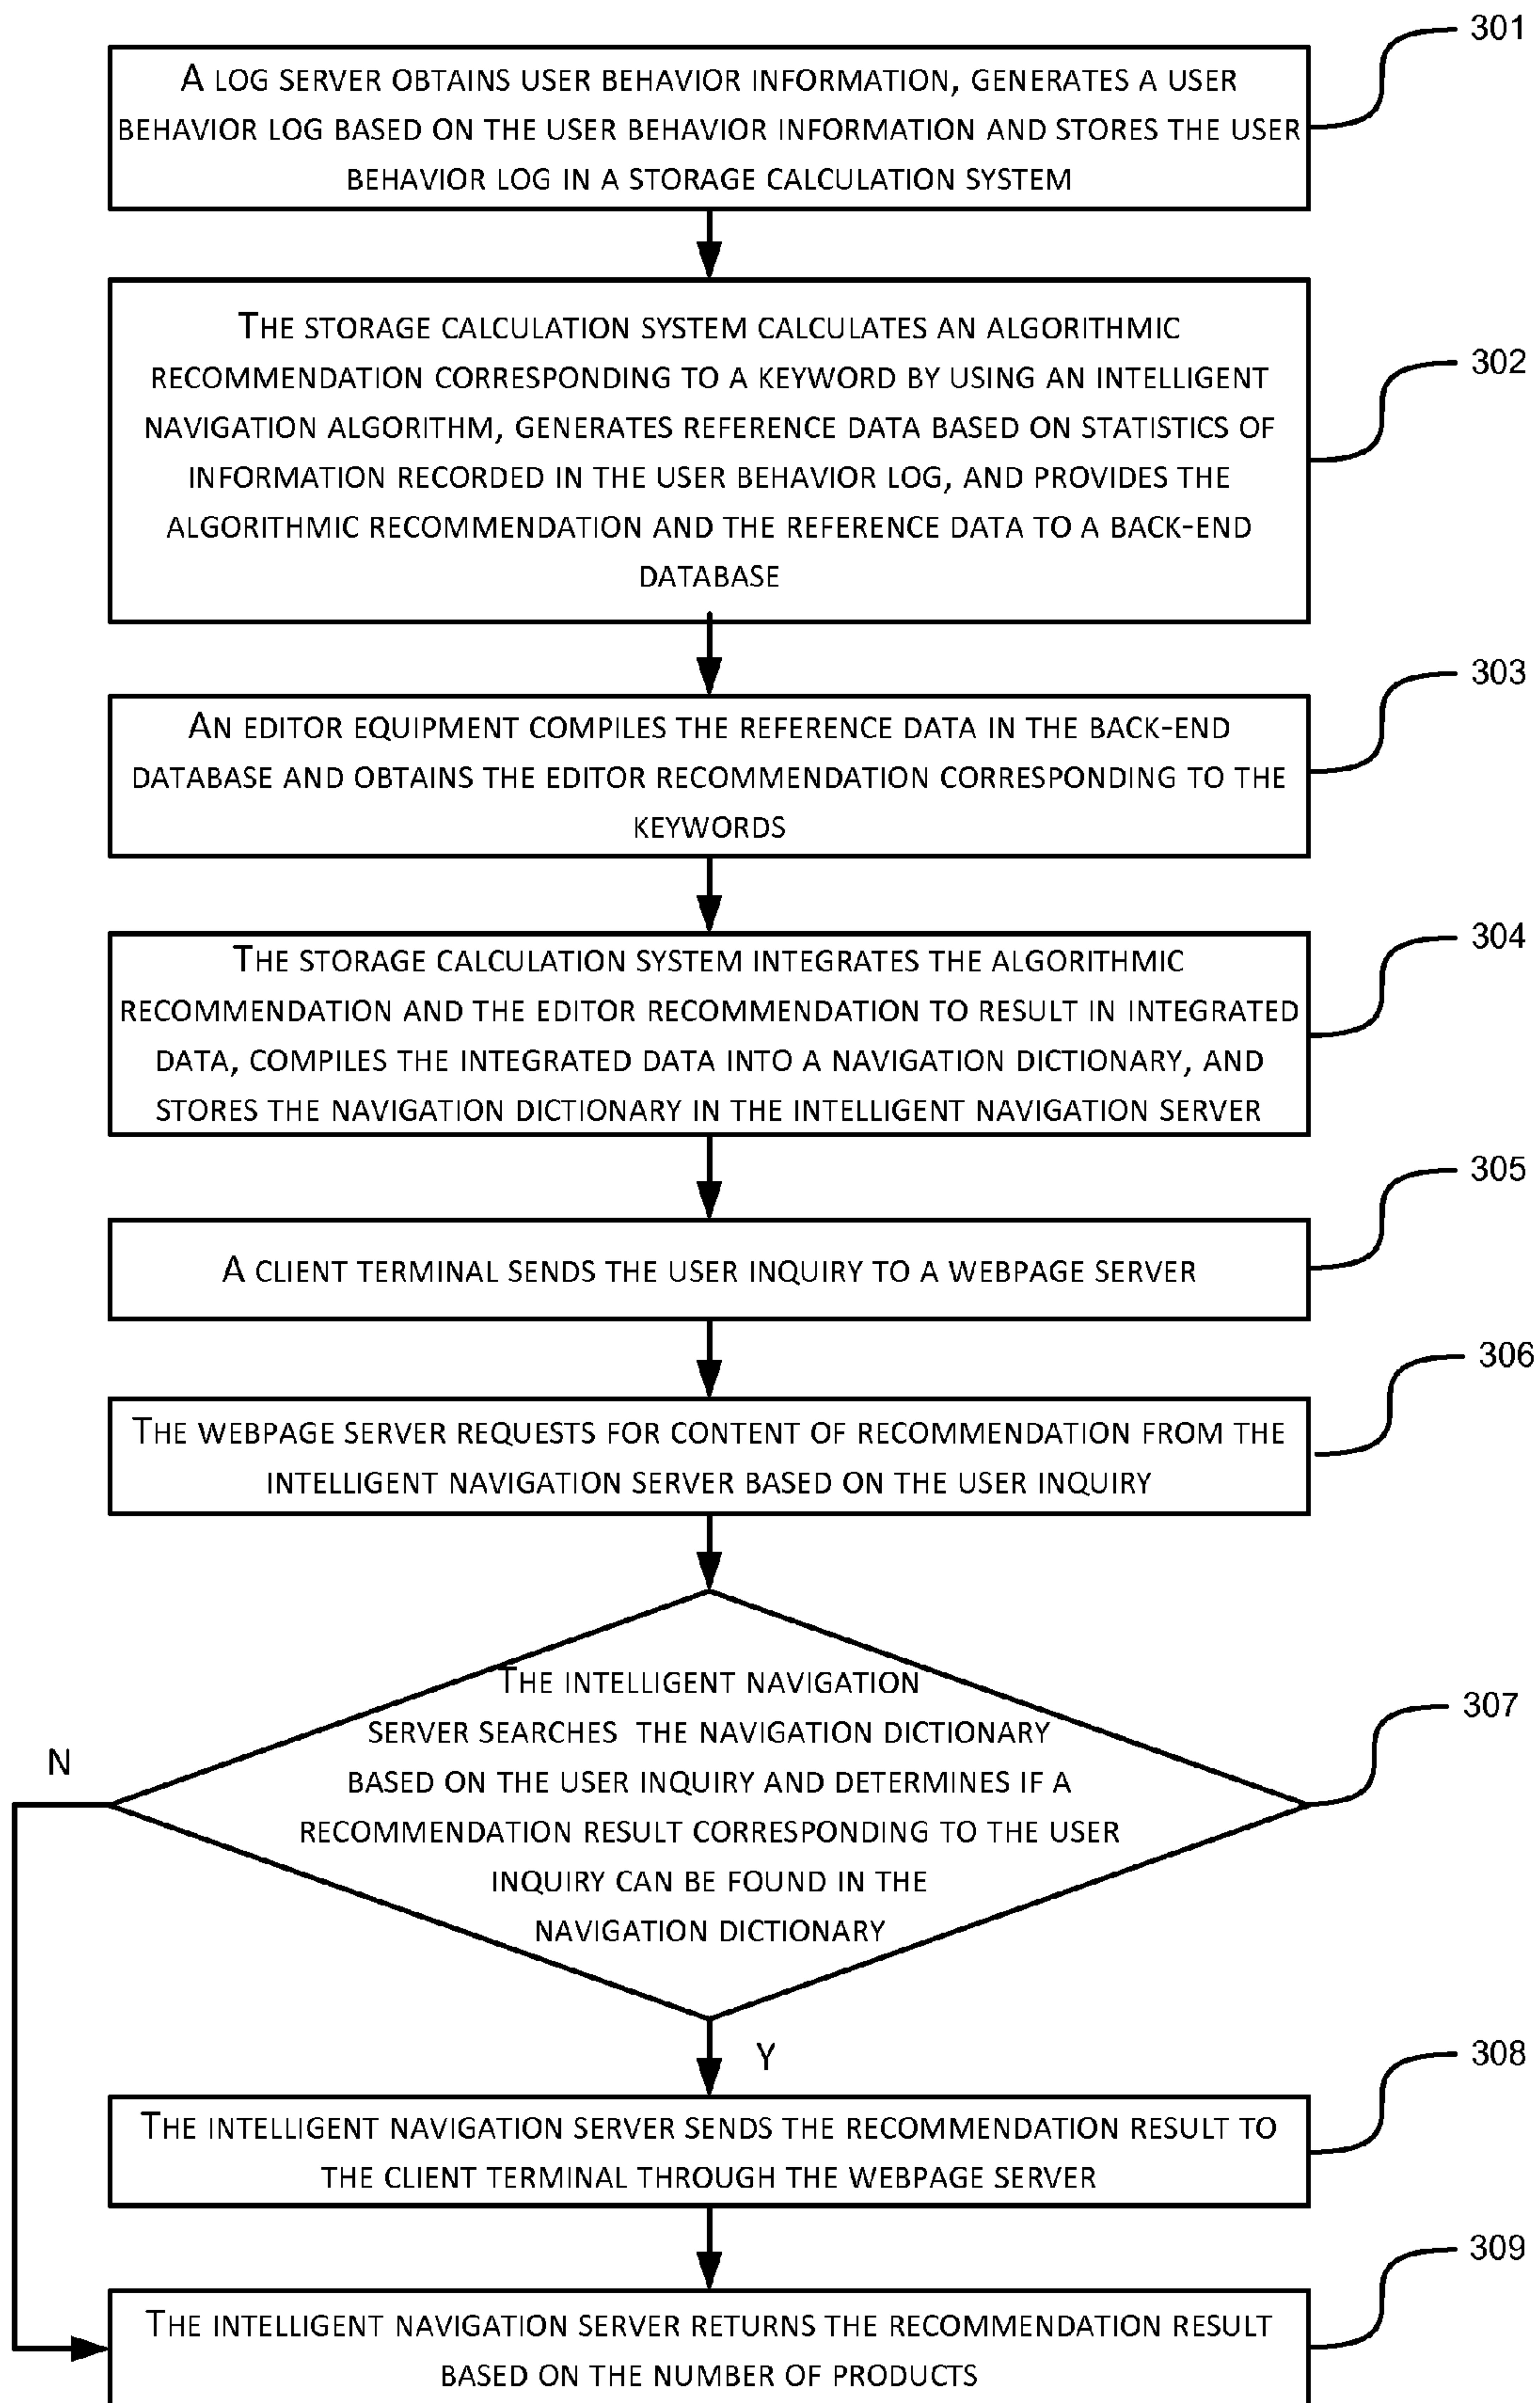 301
A LOG SERVER OBTAINS USER BEHAVIOR INFORMATION, GENERATES A USER
BEHAVIOR LOG BASED ON THE USER BEHAVIOR INFORMATION AND STORES THE USER
BEHAVIOR LOG IN A STORAGE CALCULATION SYSTEM
302
THE STORAGE CALCULATION SYSTEM CALCULATES AN ALGORITHMIC
RECOMMENDATION CORRESPONDING TO A KEYWORD BY USING AN INTELLIGENT
NAVIGATION ALGORITHM, GENERATES REFERENCE DATA BASED ON STATISTICS OF
INFORMATION RECORDED IN THE USER BEHAVIOR LOG, AND PROVIDES THE
ALGORITHMIC RECOMMENDATION AND THE REFERENCE DATA TO A BACK-END
DATABASE
303
AN EDITOR EQUIPMENT COMPILES THE REFERENCE DATA IN THE BACK-END
DATABASE AND OBTAINS THE EDITOR RECOMMENDATION CORRESPONDING TO THE
KEYWORDS
304
THE STORAGE CALCULATION SYSTEM INTEGRATES THE ALGORITHMIC
RECOMMENDATION AND THE EDITOR RECOMMENDATION TO RESULT IN INTEGRATED
DATA, COMPILES THE INTEGRATED DATA INTO A NAVIGATION DICTIONARY, AND
STORES THE NAVIGATION DICTIONARY IN THE INTELLIGENT NAVIGATION SERVER
305
A CLIENT TERMINAL SENDS THE USER INQUIRY TO A WEBPAGE SERVER
306
THE WEBPAGE SERVER REQUESTS FOR CONTENT OF RECOMMENDATION FROM THE
INTELLIGENT NAVIGATION SERVER BASED ON THE USER INQUIRY
307
THE INTELLIGENT NAVIGATION
SERVER SEARCHES THE NAVIGATION DICTIONARY
BASED ON THE USER INQUIRY AND DETERMINES IF A
RECOMMENDATION RESULT CORRESPONDING TO THE USER
INQUIRY CAN BE FOUND IN THE
NAVIGATION DICTIONARY
N
Y
308
THE INTELLIGENT NAVIGATION SERVER SENDS THE RECOMMENDATION RESULT TO
THE CLIENT TERMINAL THROUGH THE WEBPAGE SERVER
309
THE INTELLIGENT NAVIGATION SERVER RETURNS THE RECOMMENDATION RESULT
BASED ON THE NUMBER OF PRODUCTS